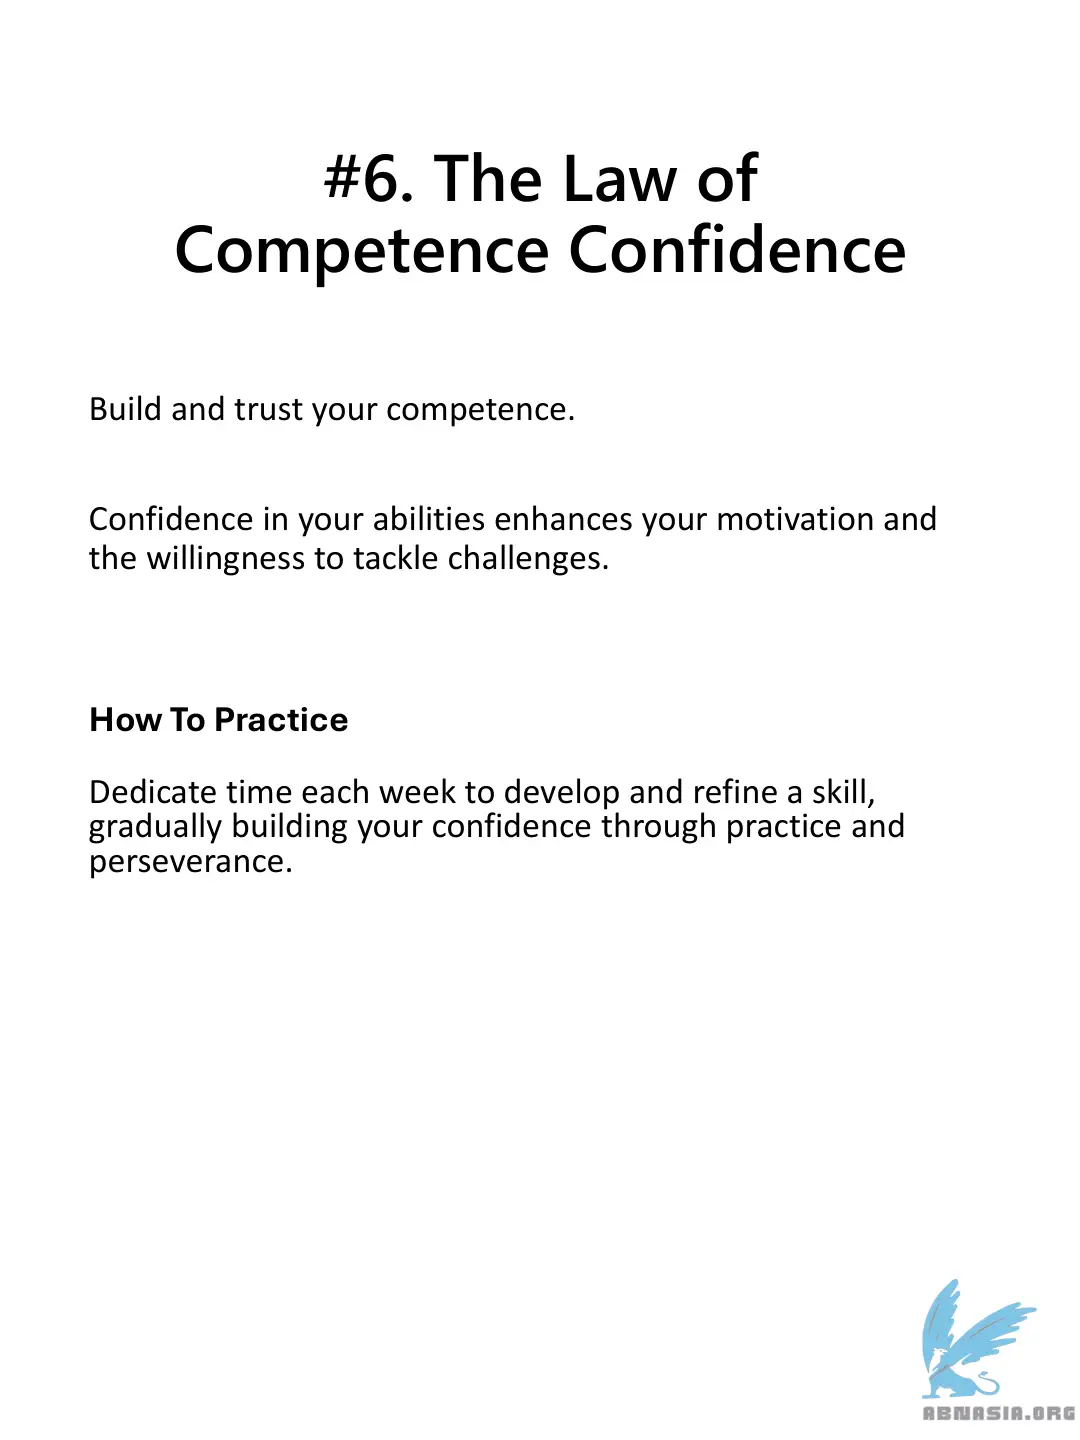 #6. The Law of
Competence Confidence
Build and trust your competence.
Confidence in your abilities enhances your motivation and
the willingness to tackle challenges.
How To Practice
Dedicate time each week to develop and refine a skill,
gradually building your confidence through practice and
perseverance.
ABNASIA.ORG